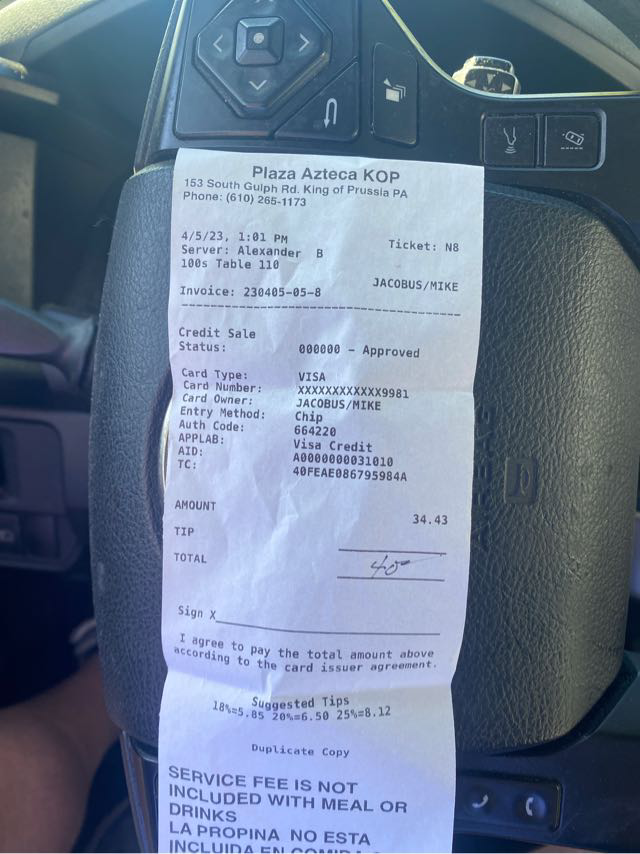 Plaza Azteca KOP
153 South Gulph Rd. King of Prussia PA
Phone: (610) 265-1173
4/5/23, 1:01 PM
Ticket: N8
Server: Alexander B
100s Table 110
JACOBUS/MIKE
Invoice: 230405-05-8
Credit Sale
Status: 000000 - Approved
Card Type: VISA
Card Number: XXXXXXXXXXXX9981
Card Owner: JACOBUS/MIKE
Entry Method: Chip
Auth Code: 664220
APPLAB: Visa Credit
AID: A0000000031010
TC: 40FEAE086795984A
AMOUNT 34.43
TIP
TOTAL 40-
Sign X
I agree to pay the total amount above
according to the card issuer agreement.
Suggested Tips
18%=5.85 20%=6.50 25%=8.12
Duplicate Copy
SERVICE FEE IS NOT
INCLUDED WITH MEAL OR
DRINKS
LA PROPINA NO ESTA
INCLUIDA EN COMIDA
AIRBAG